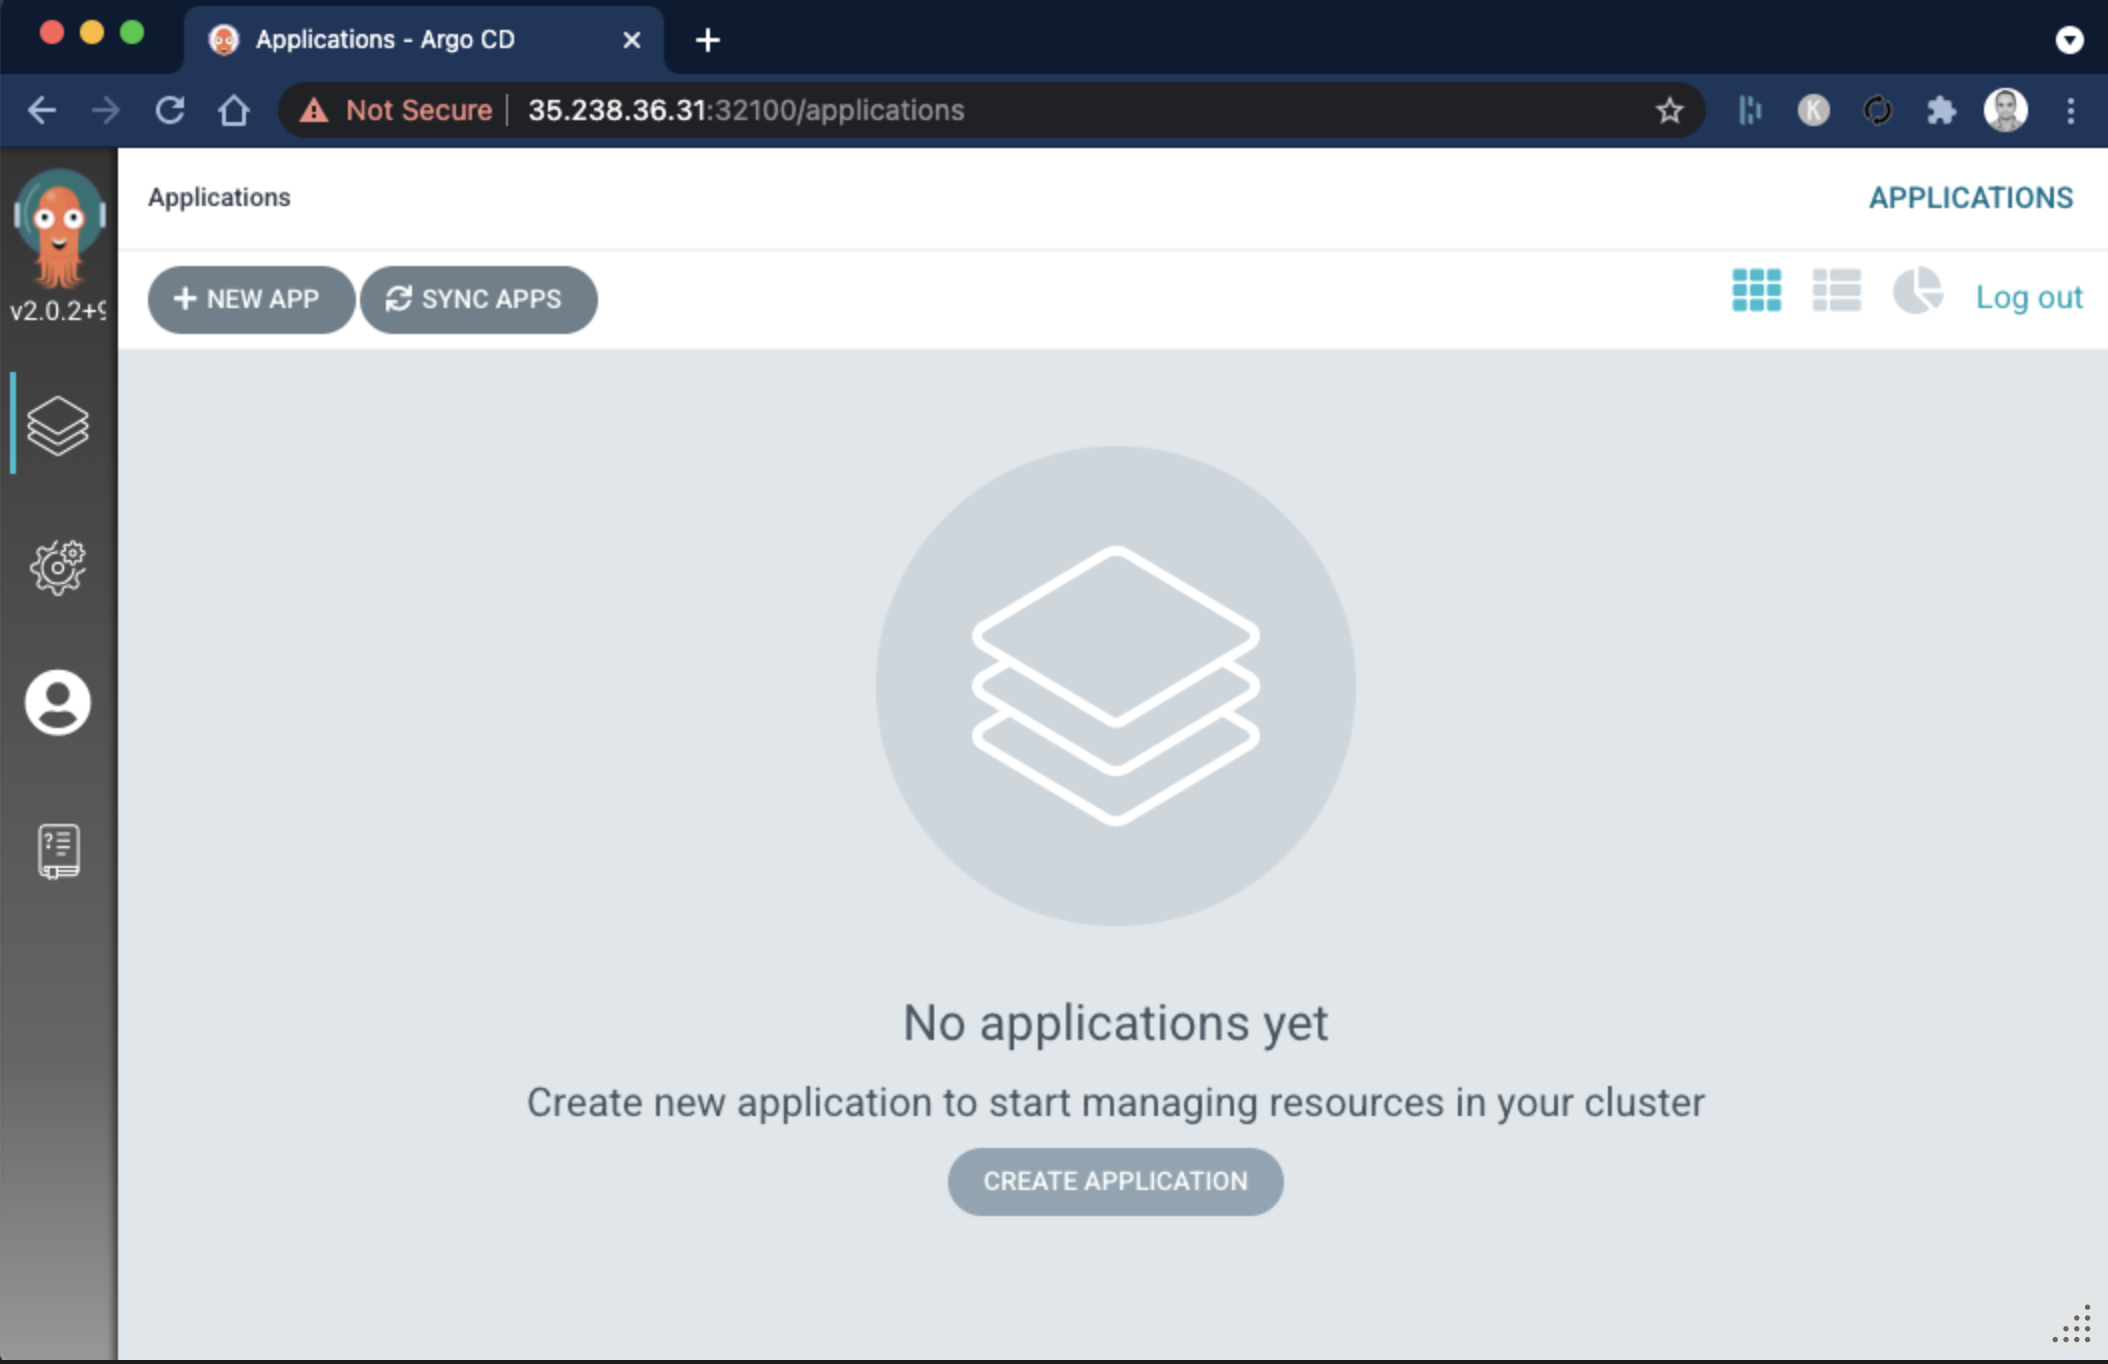 Applications - Argo CD
Not Secure 35.238.36.31:32100/applications
K
Applications
APPLICATIONS
NEW APP
SYNC APPS
Log out
v2.0.2+9
No applications yet
Create new application to start managing resources in your cluster
CREATE APPLICATION